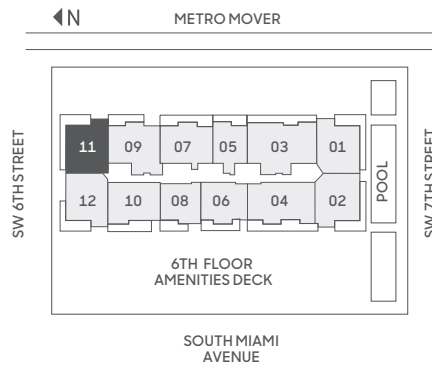 N
METRO MOVER
SW 6TH STREET
11
09
07
05
03
01
12
10
08
06
04
02
POOL
SW 7TH STREET
6TH FLOOR
AMENITIES DECK
SOUTH MIAMI
AVENUE